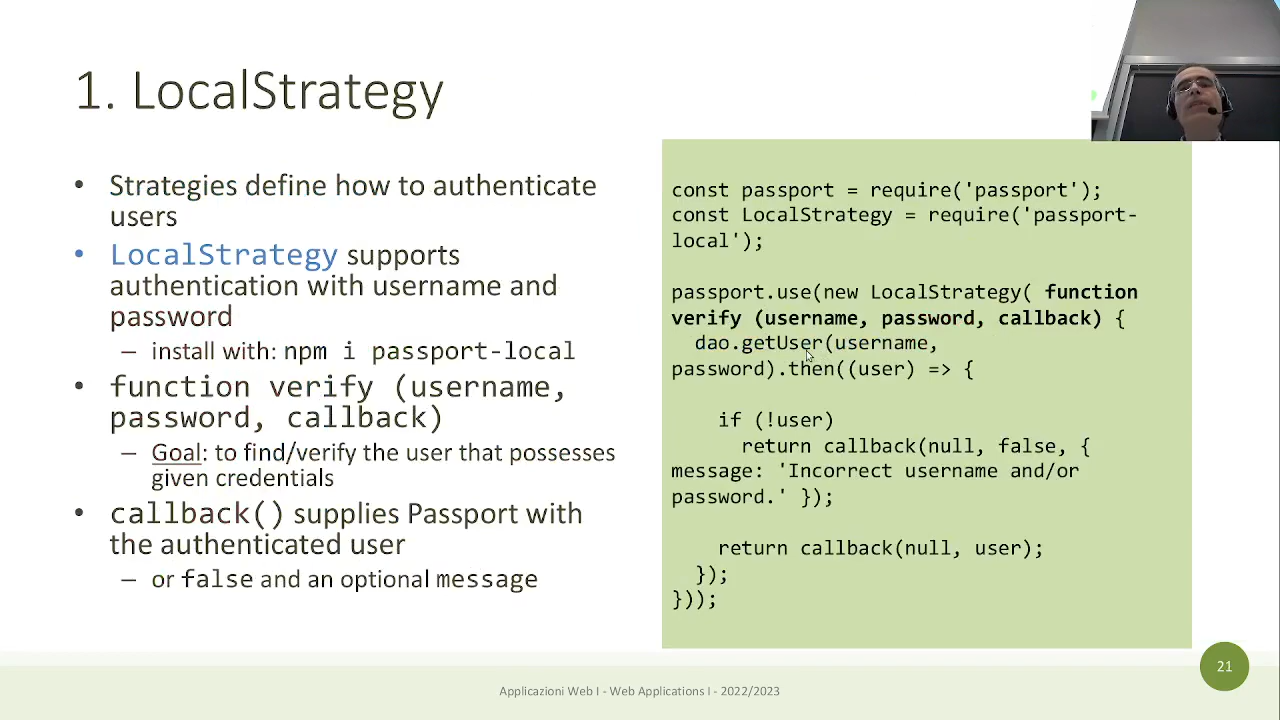 1. LocalStrategy
• Strategies define how to authenticate
users
• LocalStrategy supports
authentication with username and
password
– install with: npm i passport-local
• function verify (username,
password, callback)
– Goal: to find/verify the user that possesses
given credentials
• callback() supplies Passport with
the authenticated user
– or false and an optional message
const passport = require('passport');
const LocalStrategy = require('passport-
local');
passport.use(new LocalStrategy( function
verify (username, password, callback) {
dao.getUser(username,
password).then((user) => {
if (!user)
return callback(null, false, {
message: 'Incorrect username and/or
password.' });
return callback(null, user);
});
}));
21
Applicazioni Web I - Web Applications I - 2022/2023